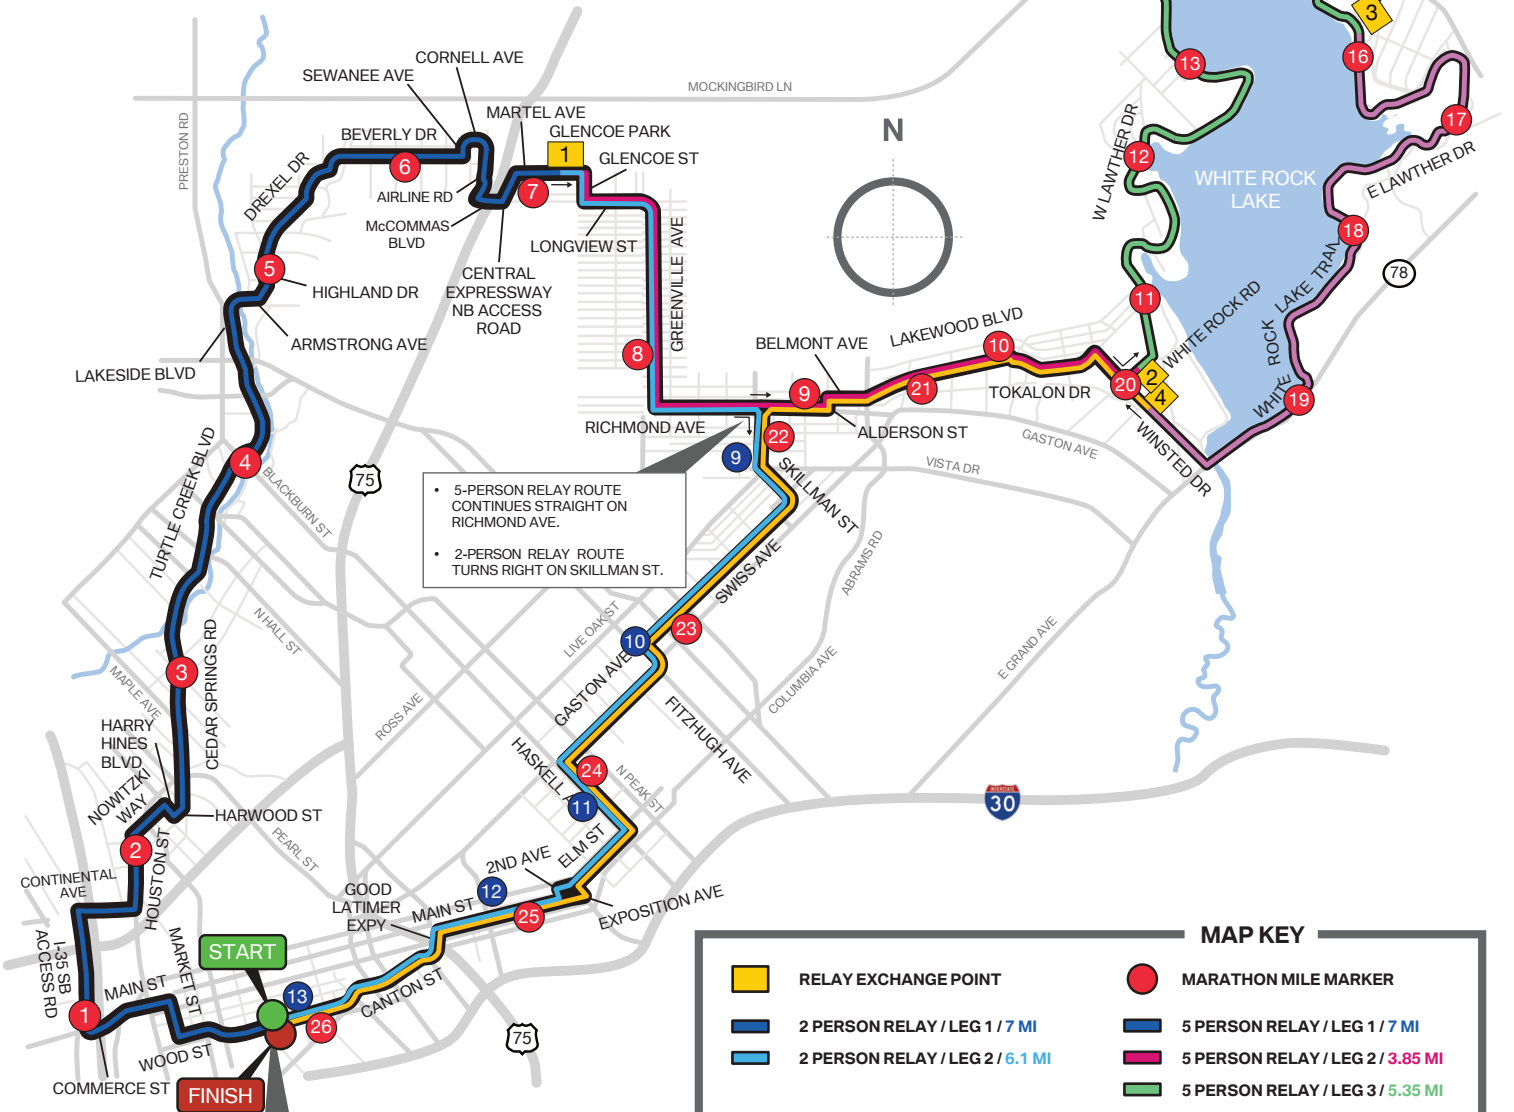 3
16
13
17
CORNELL AVE
SEWANEE AVE
MOCKINGBIRD LN
MARTEL AVE
PRESTON RD
BEVERLY DR
GLENCOE PARK
N
1
GLENCOE ST
6
12
W LAWTHER DR
E LAWTHER DR
DREXEL DR
AIRLINE RD
7
WHITE ROCK
LAKE
McCOMMAS
BLVD
LONGVIEW ST
18
GREENVILLE AVE
5
HIGHLAND DR
CENTRAL
EXPRESSWAY
NB ACCESS
ROAD
78
11
WHITE ROCK RD
WHITE ROCK LAKE TRAIL
ARMSTRONG AVE
8
BELMONT AVE
LAKEWOOD BLVD
10
LAKESIDE BLVD
21
TOKALON DR
20
2
4
9
19
RICHMOND AVE
ALDERSON ST
GASTON AVE
WINSTED DR
22
9
VISTA DR
4
TURTLE CREEK BLVD
BLACKBURN ST
75
SKILLMAN ST
• 5-PERSON RELAY ROUTE
CONTINUES STRAIGHT ON
RICHMOND AVE.
• 2-PERSON RELAY ROUTE
TURNS RIGHT ON SKILLMAN ST.
SWISS AVE
ABRAMS RD
N HALL ST
LIVE OAK ST
10
23
E GRAND AVE
3
CEDAR SPRINGS RD
MAPLE AVE
ROSS AVE
GASTON AVE
COLUMBIA AVE
FITZHUGH AVE
HARRY
HINES
BLVD
NOWITZKI
WAY
HASKELL A
24
N PEAK ST
11
INTERSTATE
30
HARWOOD ST
2
HOUSTON ST
PEARL ST
ELM ST
2ND AVE
CONTINENTAL
AVE
GOOD
LATIMER
EXPY
12
MAIN ST
25
EXPOSITION AVE
I-35 SB
ACCESS RD
MARKET ST
START
MAIN ST
13
CANTON ST
1
26
75
WOOD ST
COMMERCE ST
FINISH
MAP KEY
RELAY EXCHANGE POINT
MARATHON MILE MARKER
2 PERSON RELAY / LEG 1 / 7 MI
5 PERSON RELAY / LEG 1 / 7 MI
2 PERSON RELAY / LEG 2 / 6.1 MI
5 PERSON RELAY / LEG 2 / 3.85 MI
5 PERSON RELAY / LEG 3 / 5.35 MI